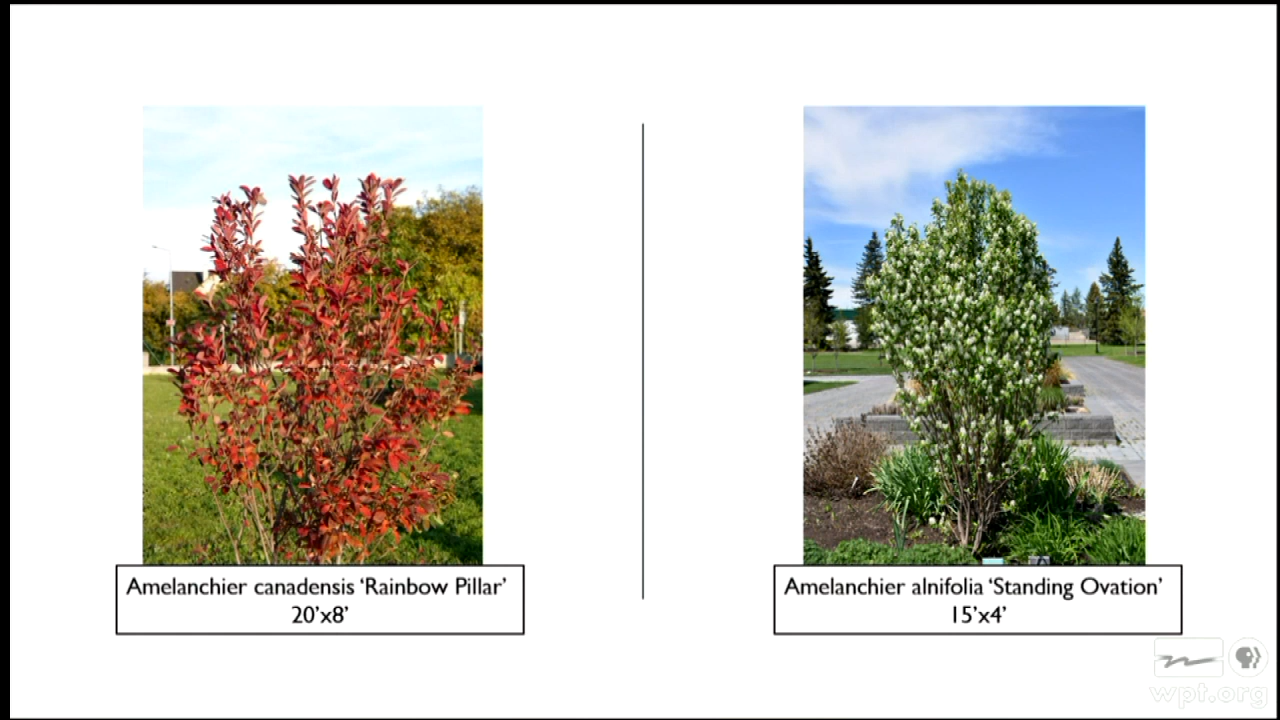 Amelanchier canadensis ‘Rainbow Pillar’
20’x8’
Amelanchier alnifolia ‘Standing Ovation’
15’x4’
wpt.org